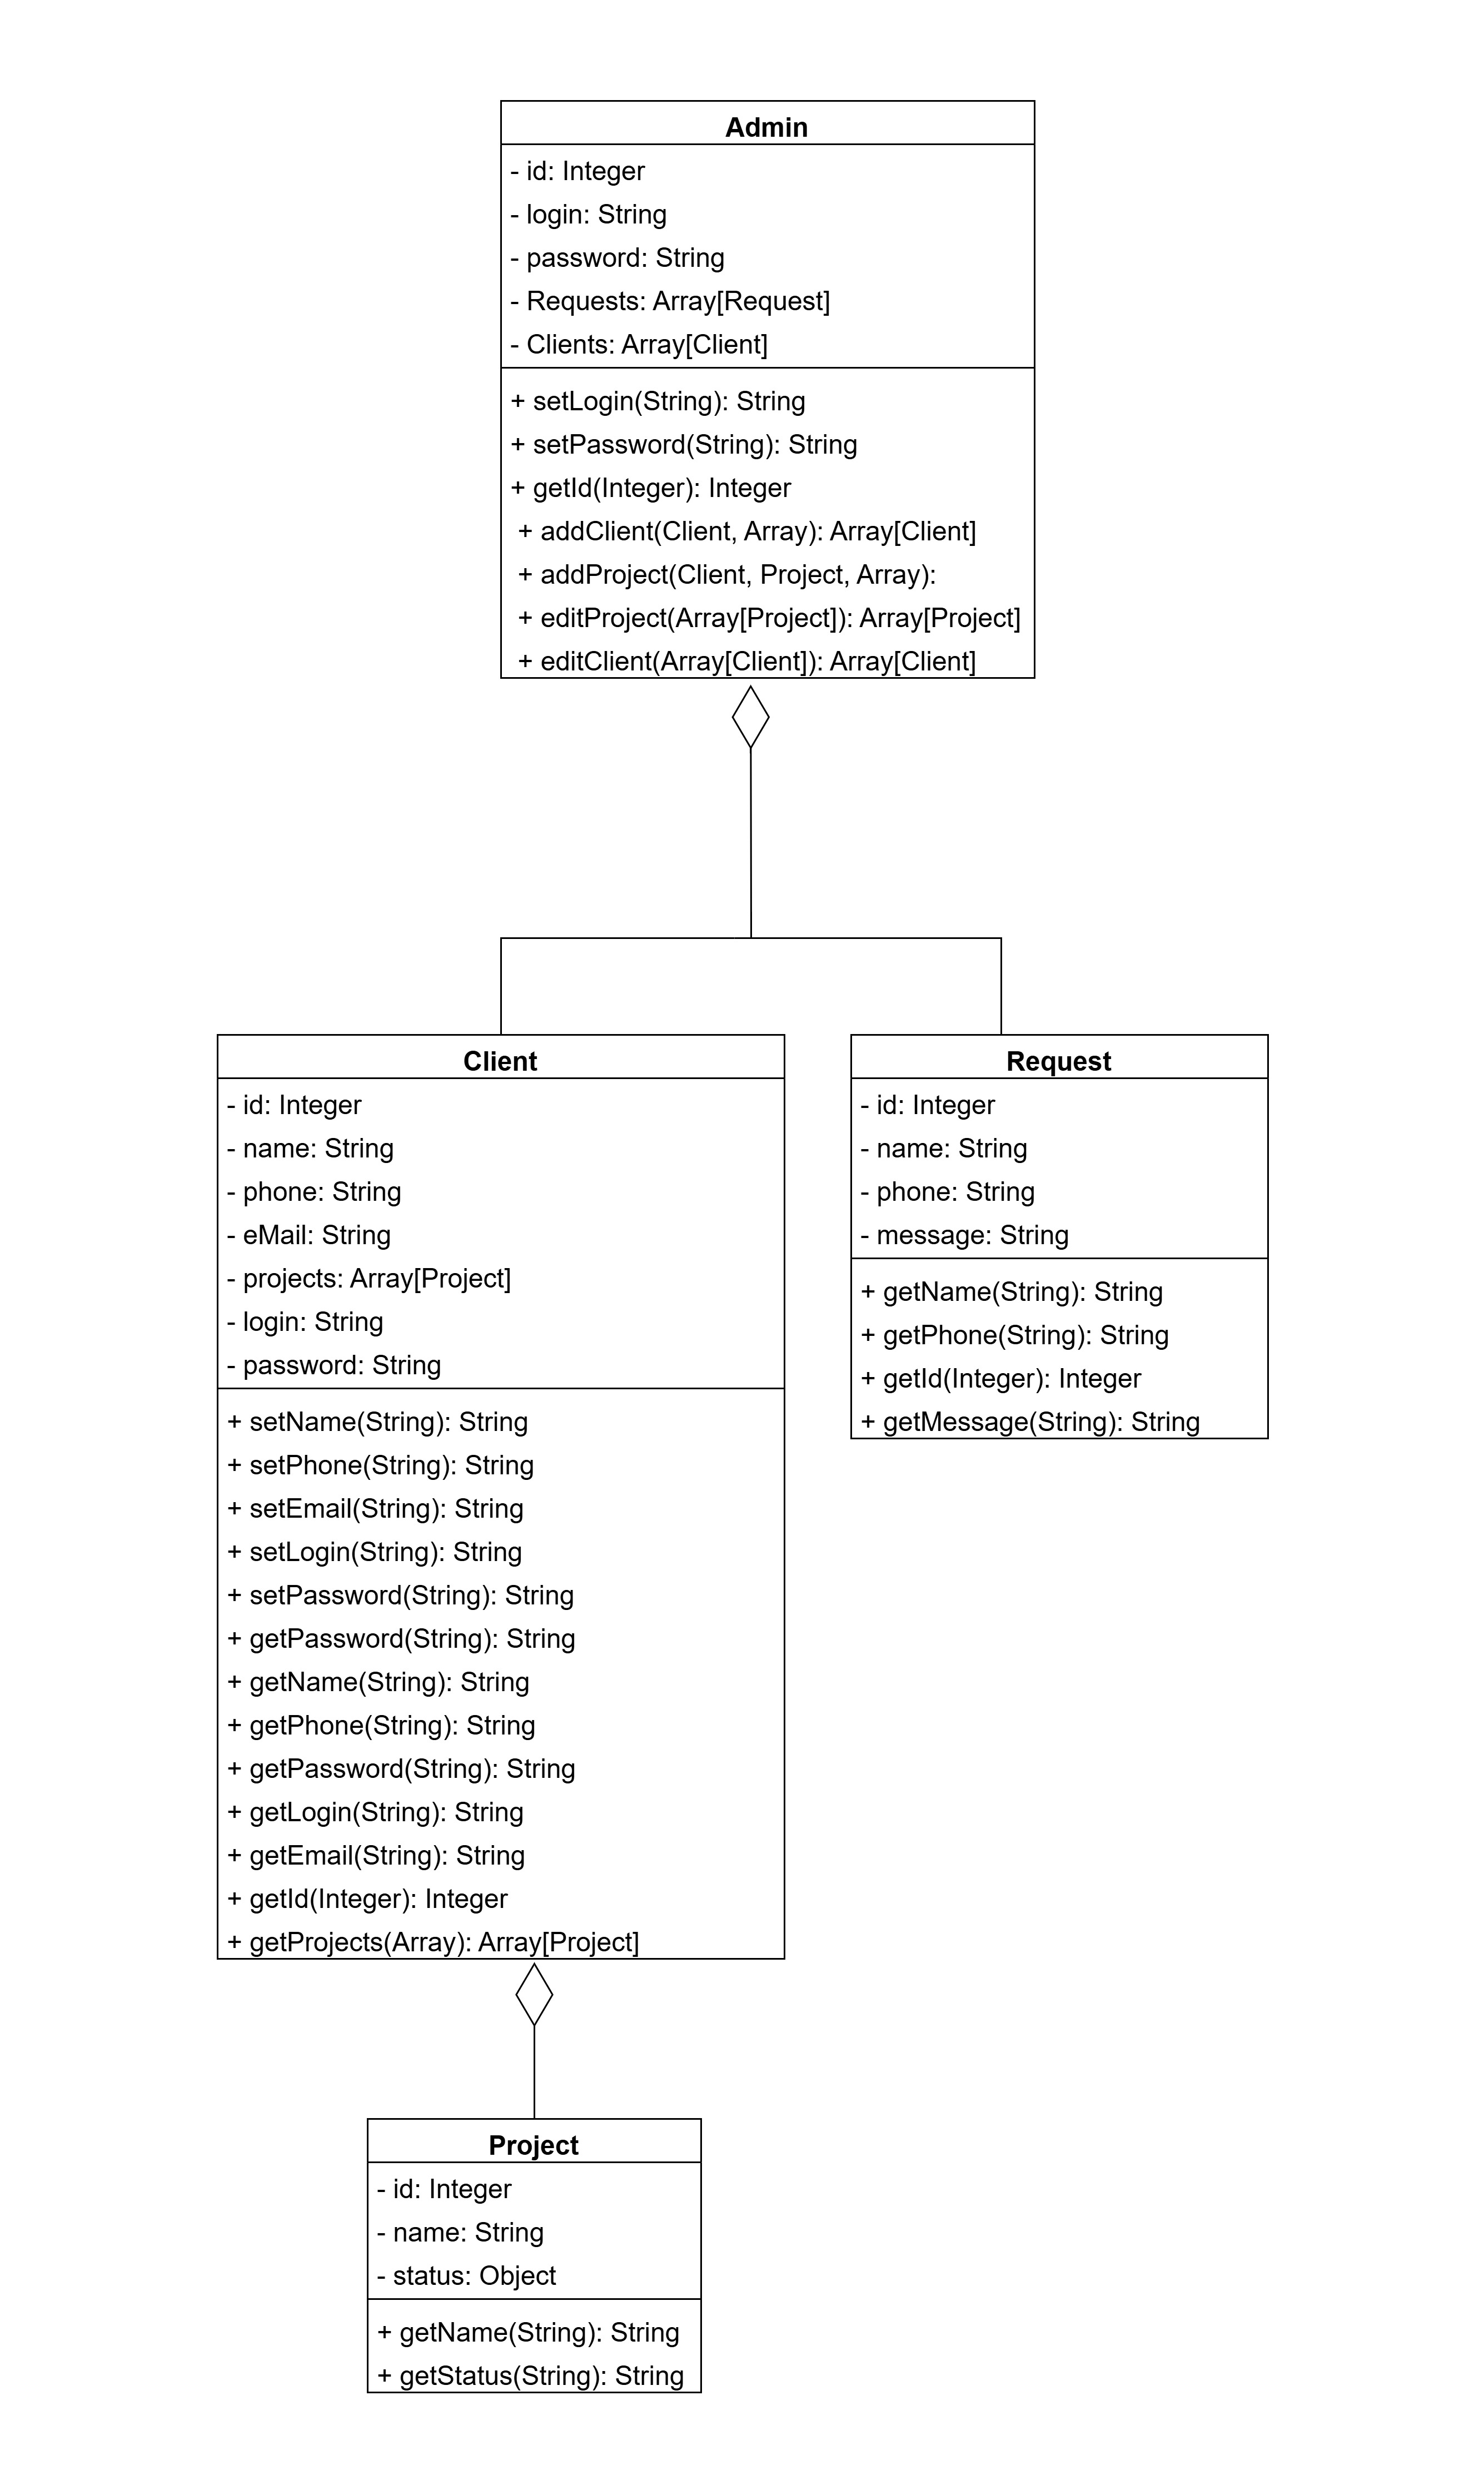 Admin
- id: Integer
- login: String
- password: String
- Requests: Array[Request]
- Clients: Array[Client]
+ setLogin(String): String
+ setPassword(String): String
+ getId(Integer): Integer
+ addClient(Client, Array): Array[Client]
+ addProject(Client, Project, Array):
+ editProject(Array[Project]): Array[Project]
+ editClient(Array[Client]): Array[Client]
Client
- id: Integer
- name: String
- phone: String
- eMail: String
- projects: Array[Project]
- login: String
- password: String
+ setName(String): String
+ setPhone(String): String
+ setEmail(String): String
+ setLogin(String): String
+ setPassword(String): String
+ getPassword(String): String
+ getName(String): String
+ getPhone(String): String
+ getPassword(String): String
+ getLogin(String): String
+ getEmail(String): String
+ getId(Integer): Integer
+ getProjects(Array): Array[Project]
Request
- id: Integer
- name: String
- phone: String
- message: String
+ getName(String): String
+ getPhone(String): String
+ getId(Integer): Integer
+ getMessage(String): String
Project
- id: Integer
- name: String
- status: Object
+ getName(String): String
+ getStatus(String): String